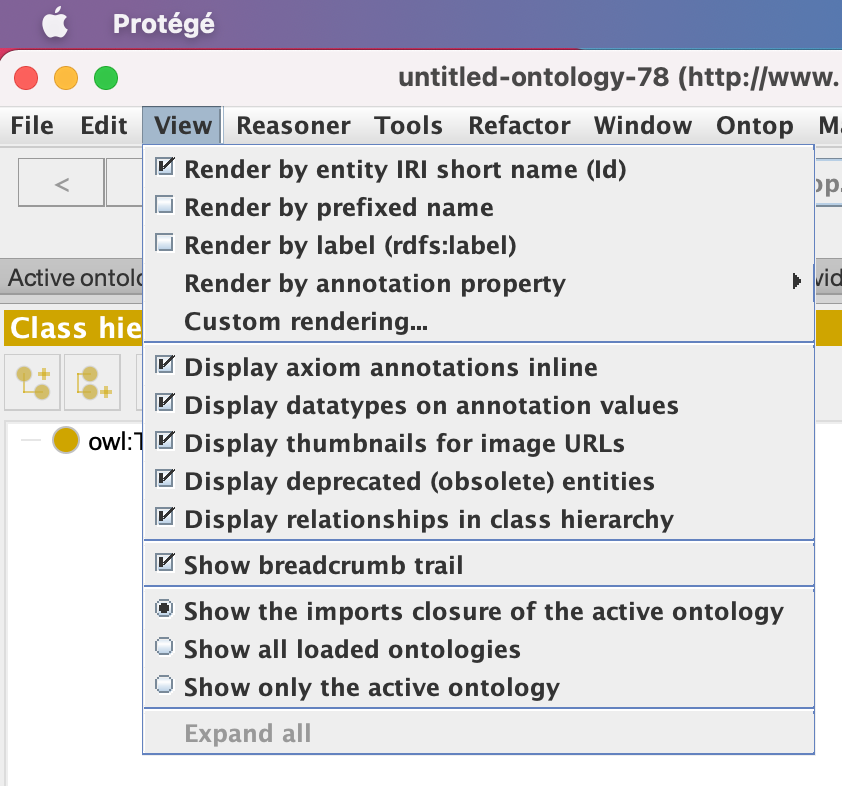 Protégé
untitled-ontology-78 (http://www.
File Edit View Reasoner Tools Refactor Window Ontop
<
Render by entity IRI short name (Id)
Render by prefixed name
Render by label (rdfs:label)
Active ontolo
Render by annotation property
Custom rendering...
Class hie
Display axiom annotations inline
Display datatypes on annotation values
owl:T
Display thumbnails for image URLs
Display deprecated (obsolete) entities
Display relationships in class hierarchy
Show breadcrumb trail
Show the imports closure of the active ontology
Show all loaded ontologies
Show only the active ontology
Expand all